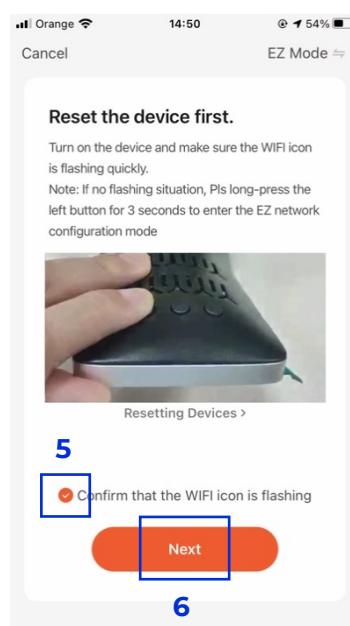 Orange 14:50 54%
Cancel EZ Mode
Reset the device first.
Turn on the device and make sure the WIFI icon
is flashing quickly.
Note: If no flashing situation, Pls long-press the
left button for 3 seconds to enter the EZ network
configuration mode
Resetting Devices >
5
Confirm that the WIFI icon is flashing
Next
6